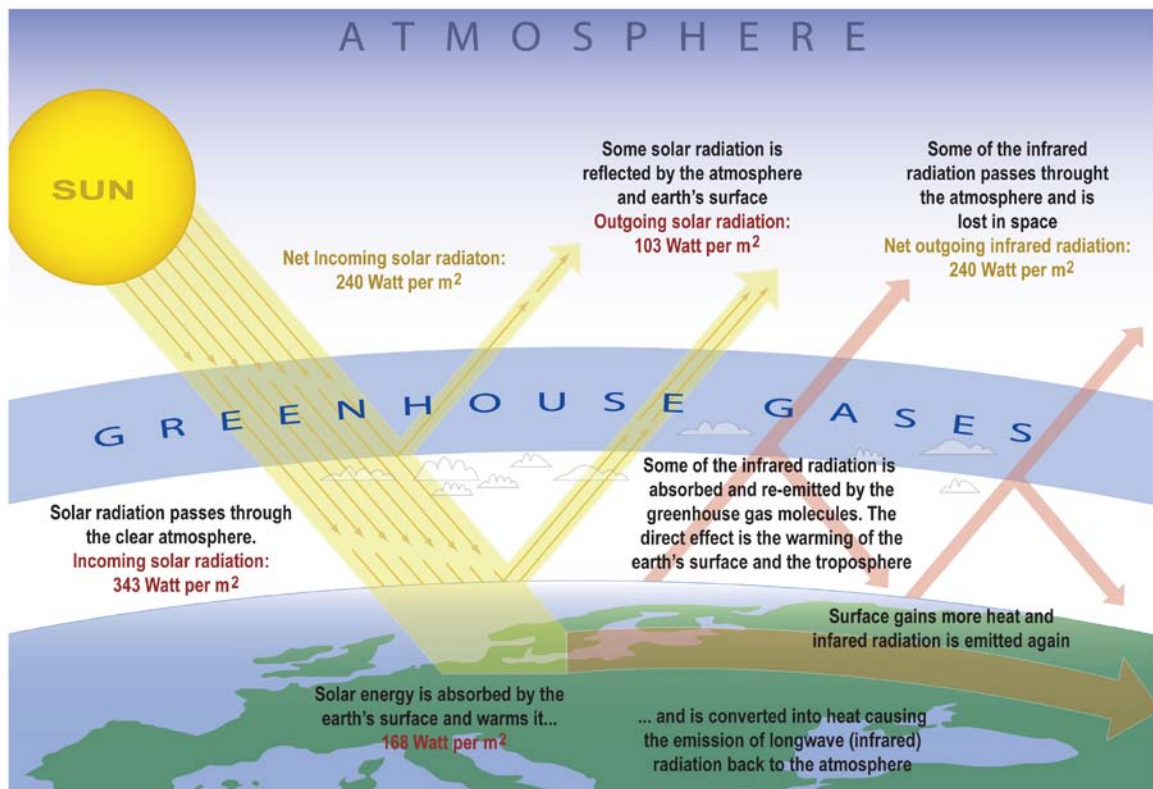 ATMOSPHERE
SUN
Net Incoming solar radiaton:
240 Watt per m²
Some solar radiation is
reflected by the atmosphere
and earth's surface
Outgoing solar radiation:
103 Watt per m²
Some of the infrared
radiation passes throught
the atmosphere and is
lost in space
Net outgoing infrared radiation:
240 Watt per m²
GREENHOUSE GASES
Solar radiation passes through
the clear atmosphere.
Incoming solar radiation:
343 Watt per m²
Some of the infrared radiation is
absorbed and re-emitted by the
greenhouse gas molecules. The
direct effect is the warming of the
earth's surface and the troposphere
Surface gains more heat and
infared radiation is emitted again
Solar energy is absorbed by the
earth's surface and warms it...
168 Watt per m²
... and is converted into heat causing
the emission of longwave (infrared)
radiation back to the atmosphere